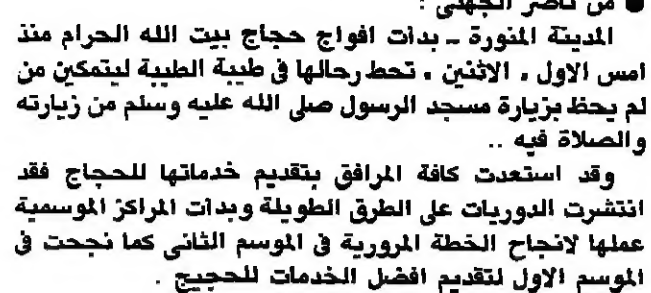 ● من ناصر الجهني :
المدينة المنورة ــ بدأت افواج حجاج بيت الله الحرام منذ
امس الاول ، الاثنين ، تحط رحالها في طيبة الطيبة ليتمكين من
لم يحظ بزيارة مسجد الرسول صلى الله عليه وسلم من زيارته
والصلاة فيه ..
وقد استعدت كافة المرافق بتقديم خدماتها للحجاج فقد
انتشرت الدوريات على الطرق الطويلة وبدأت المراكز الموسمية
عملها لانجاح الخطة المرورية في الموسم الثانى كما نجحت في
الموسم الاول لتقديم افضل الخدمات للحجيج .